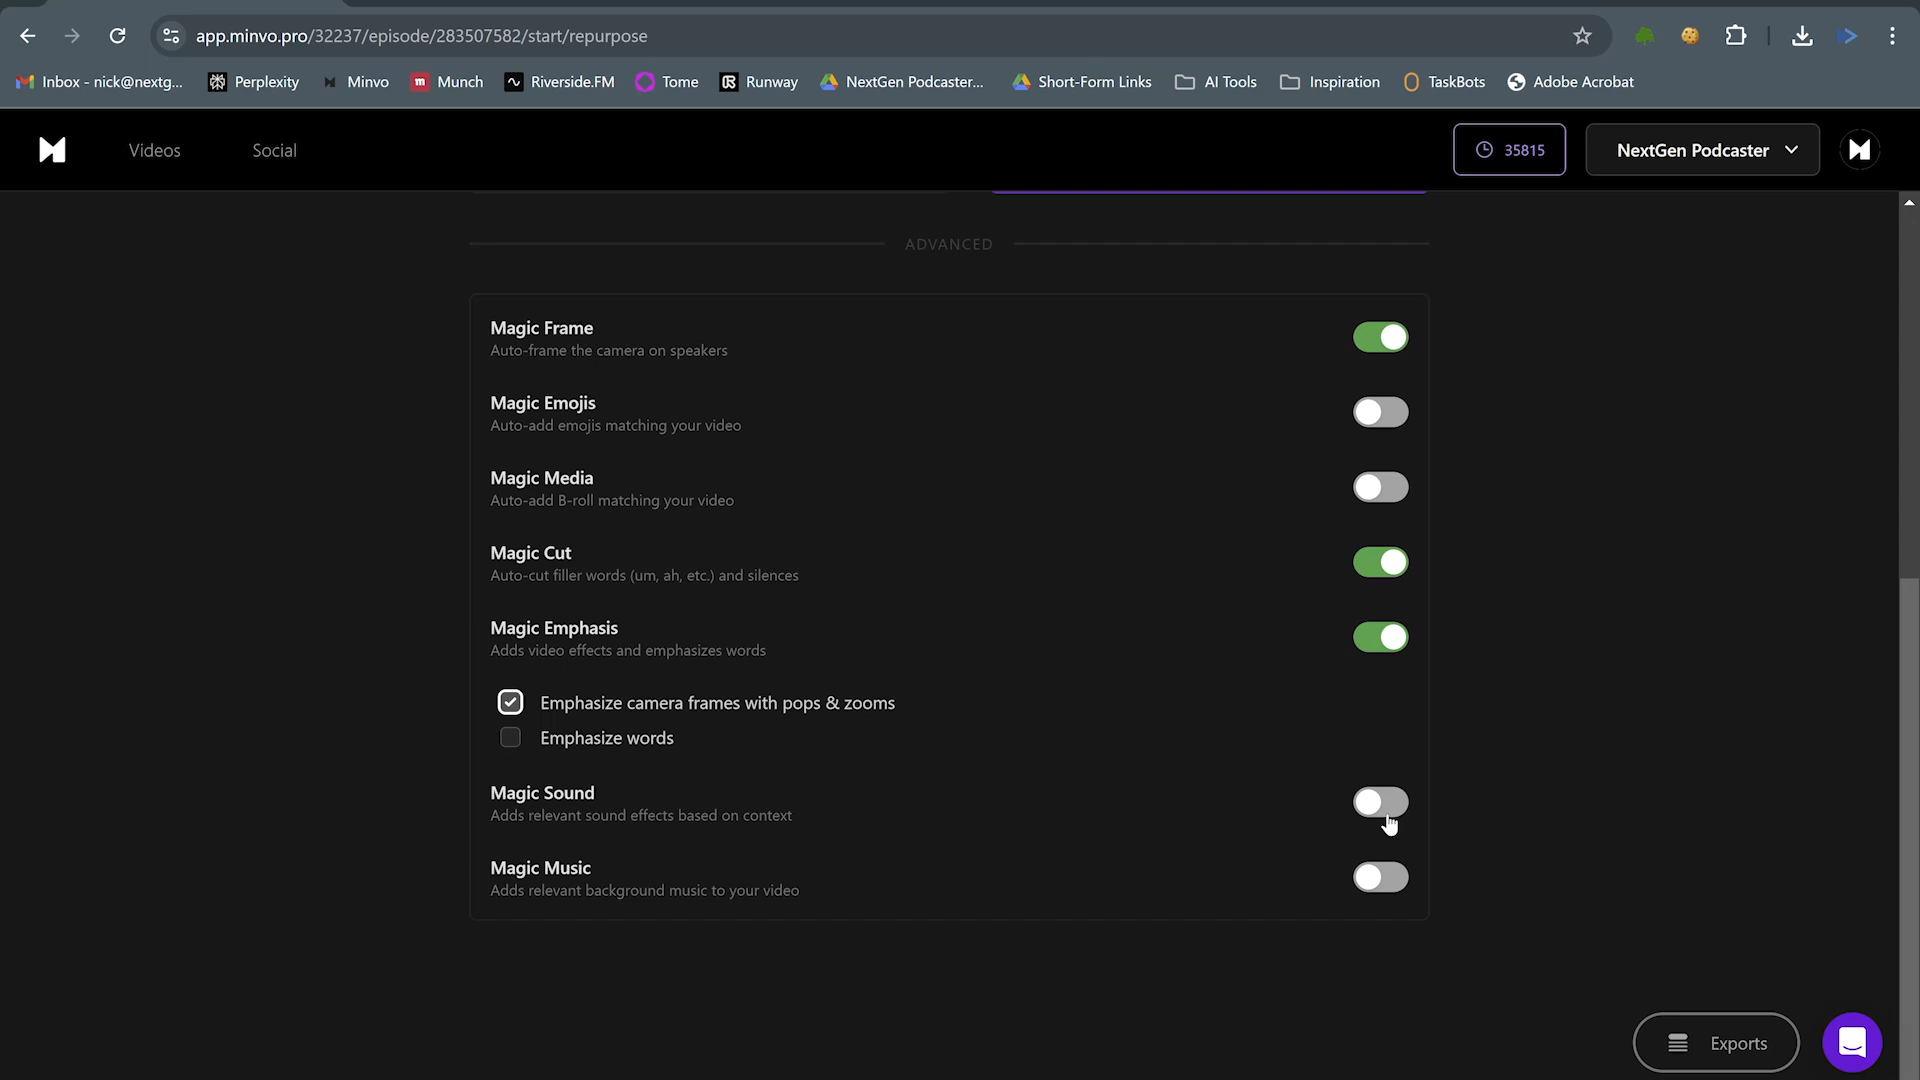 app.minvo.pro/32237/episode/283507582/start/repurpose
Inbox - nick@nextg... Perplexity Minvo Munch Riverside.FM Tome Runway NextGen Podcaster... Short-Form Links AI Tools Inspiration TaskBots Adobe Acrobat
Videos Social 35815 NextGen Podcaster
ADVANCED
Magic Frame
Auto-frame the camera on speakers
Magic Emojis
Auto-add emojis matching your video
Magic Media
Auto-add B-roll matching your video
Magic Cut
Auto-cut filler words (um, ah, etc.) and silences
Magic Emphasis
Adds video effects and emphasizes words
Emphasize camera frames with pops & zooms
Emphasize words
Magic Sound
Adds relevant sound effects based on context
Magic Music
Adds relevant background music to your video
Exports